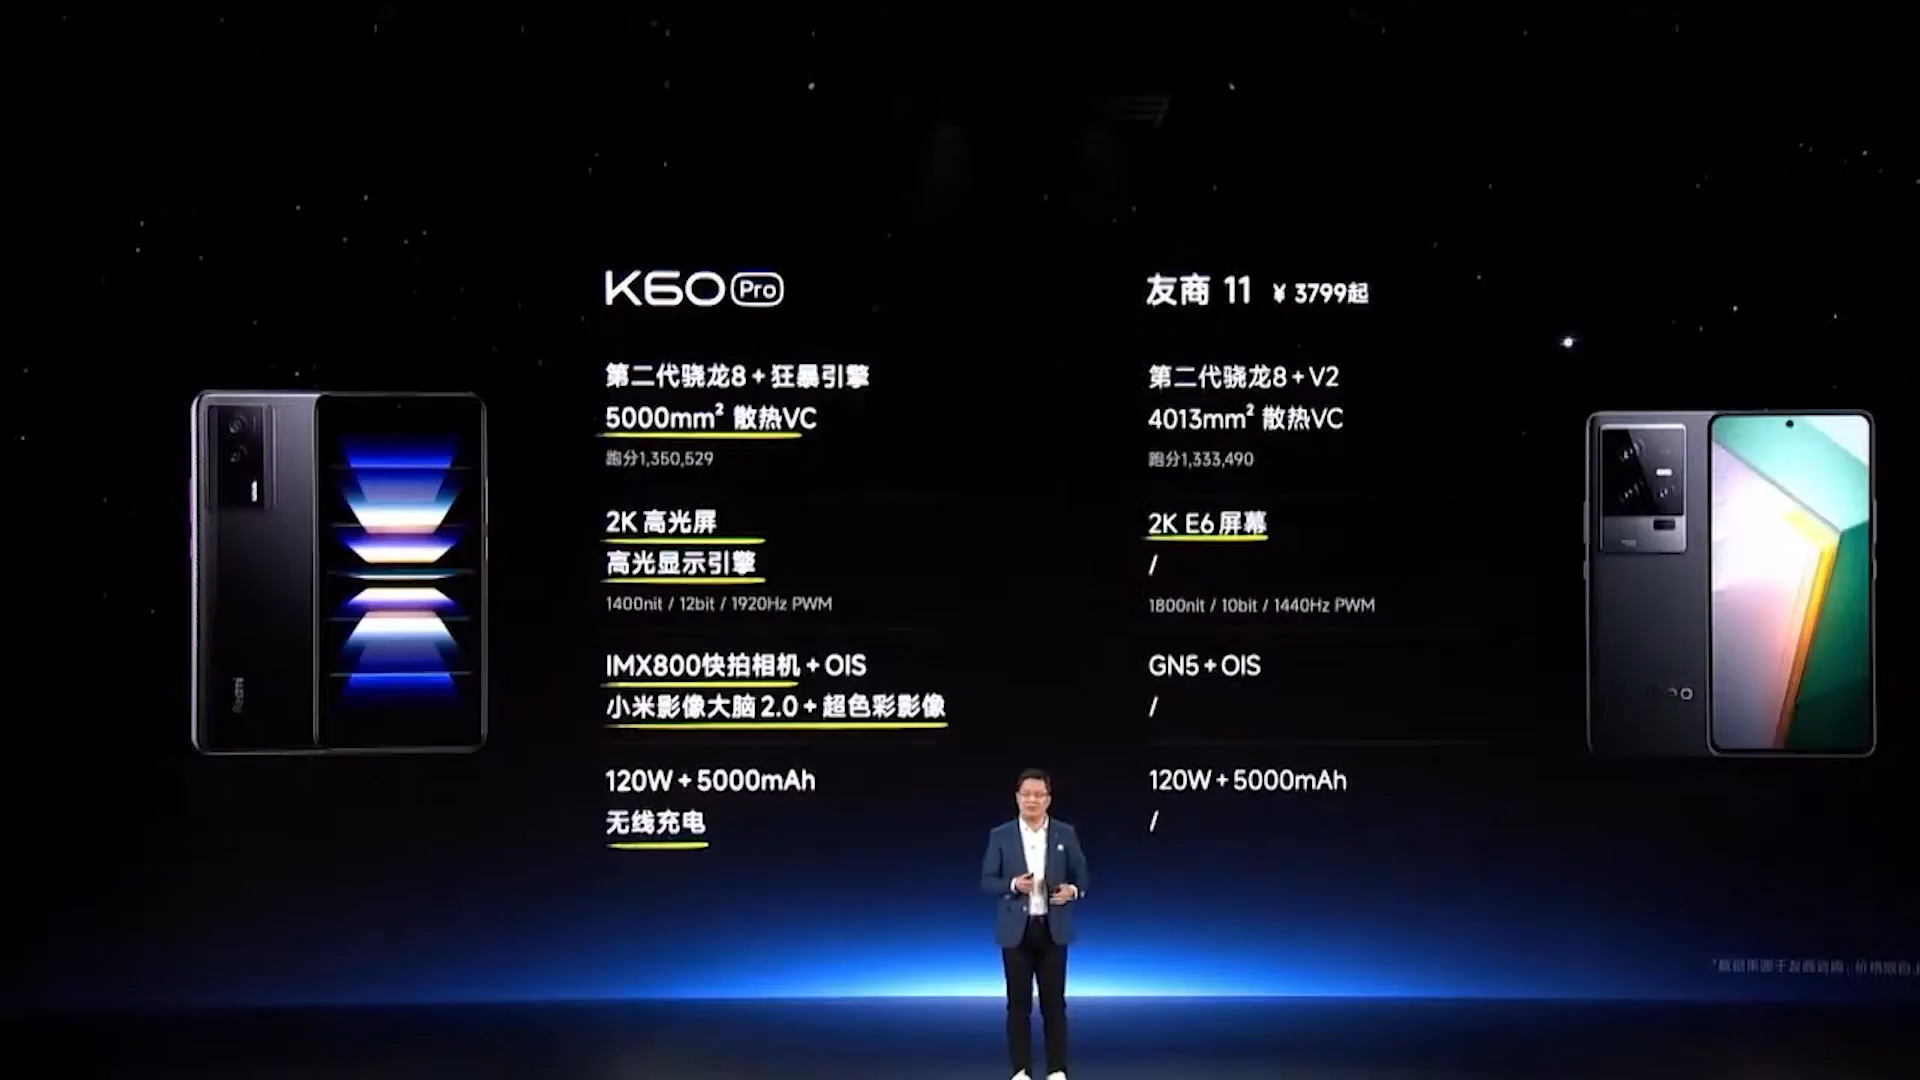 K60 Pro
第二代骁龙8+狂暴引擎
5000mm² 散热VC
跑分1,350,529
2K 高光屏
高光显示引擎
1400nit / 12bit / 1920Hz PWM
IMX800快拍相机+OIS
小米影像大脑2.0+超色彩影像
120W+5000mAh
无线充电
友商 11 ¥ 3799起
第二代骁龙8+V2
4013mm² 散热VC
跑分1,333,490
2K E6屏幕
/
1800nit / 10bit / 1440Hz PWM
GN5+OIS
/
120W+5000mAh
/
Redmi